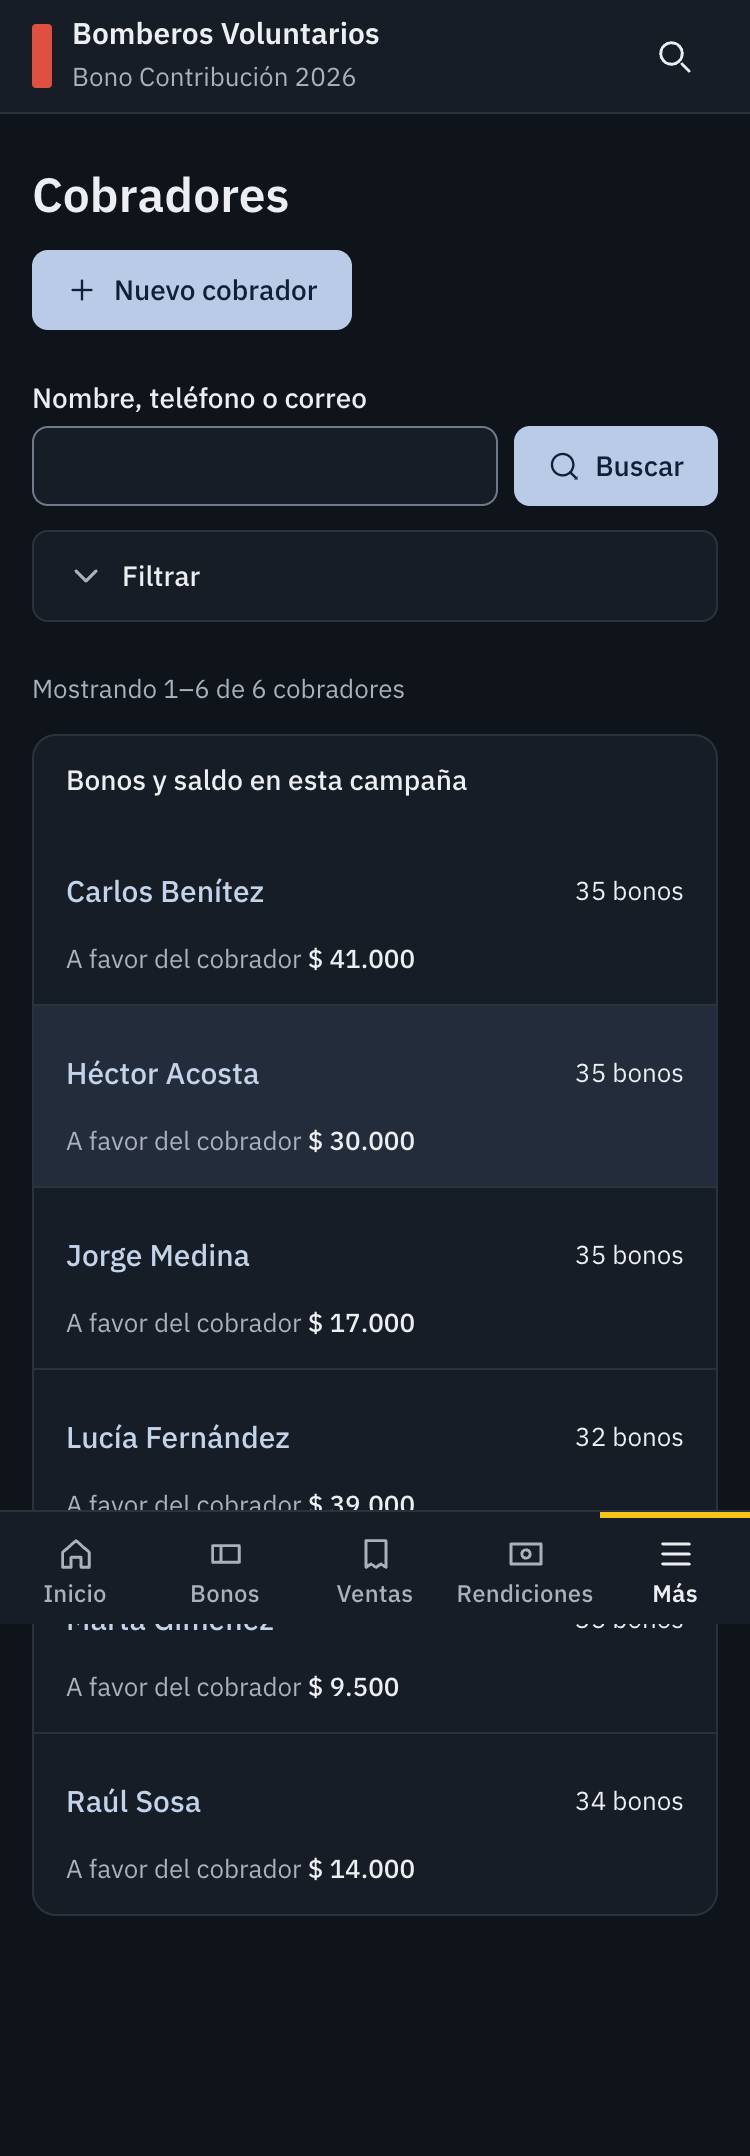 Bomberos Voluntarios
Bono Contribución 2026
Cobradores
Nuevo cobrador
Nombre, teléfono o correo
Buscar
Filtrar
Mostrando 1–6 de 6 cobradores
Bonos y saldo en esta campaña
Carlos Benítez 35 bonos
A favor del cobrador $ 41.000
Héctor Acosta 35 bonos
A favor del cobrador $ 30.000
Jorge Medina 35 bonos
A favor del cobrador $ 17.000
Lucía Fernández 32 bonos
A favor del cobrador $ 39.000
Inicio Bonos Ventas Rendiciones Más
bonos
A favor del cobrador $ 9.500
Raúl Sosa 34 bonos
A favor del cobrador $ 14.000